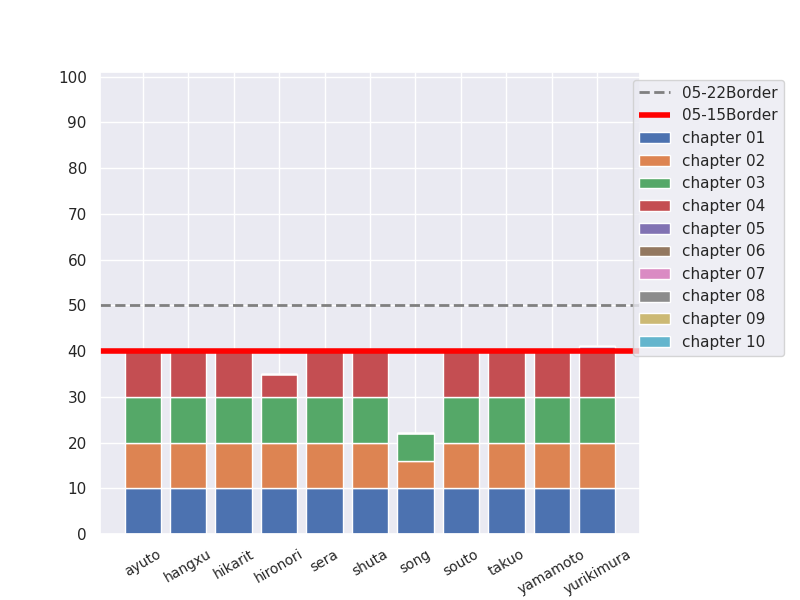 100
90
80
70
60
50
40
30
20
10
0
05-22Border
05-15Border
chapter 01
chapter 02
chapter 03
chapter 04
chapter 05
chapter 06
chapter 07
chapter 08
chapter 09
chapter 10
ayuto
hangxu
hikarit
hironori
sera
shuta
song
souto
takuo
yamamoto
yurikimura